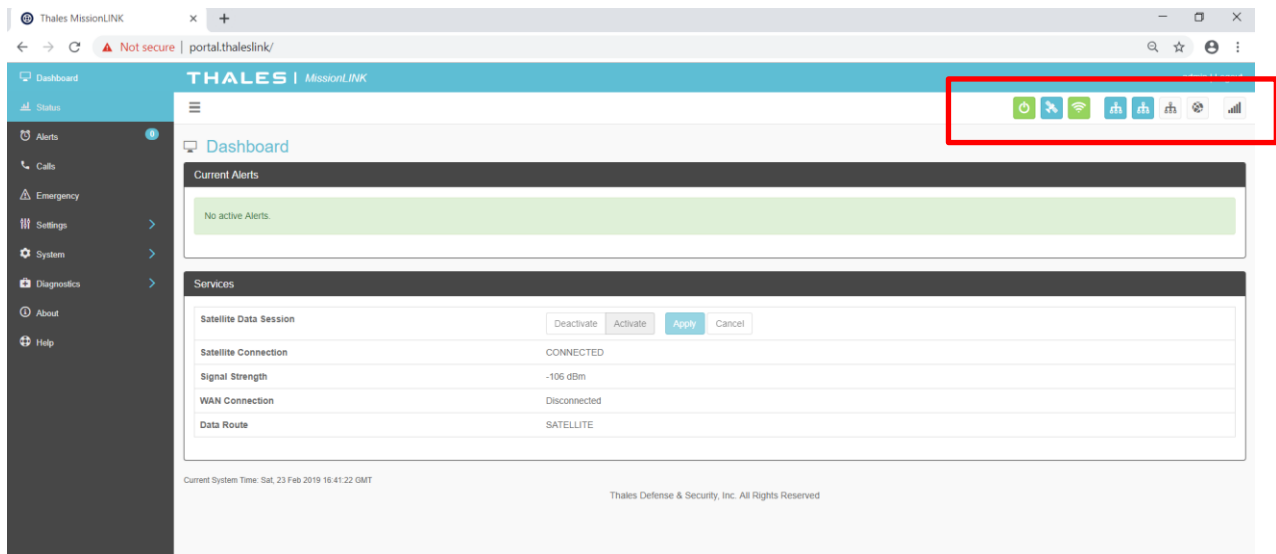 Thales MissionLINK
Not secure | portal.thaleslink/
Dashboard
THALES | MissionLINK
Status
Alerts 0
Dashboard
Calls
Current Alerts
Emergency
No active Alerts.
Settings
System
Diagnostics
Services
About
Satellite Data Session Deactivate Activate Apply Cancel
Help
Satellite Connection CONNECTED
Signal Strength -106 dBm
WAN Connection Disconnected
Data Route SATELLITE
Current System Time: Sat, 23 Feb 2019 16:41:22 GMT
Thales Defense & Security, Inc. All Rights Reserved